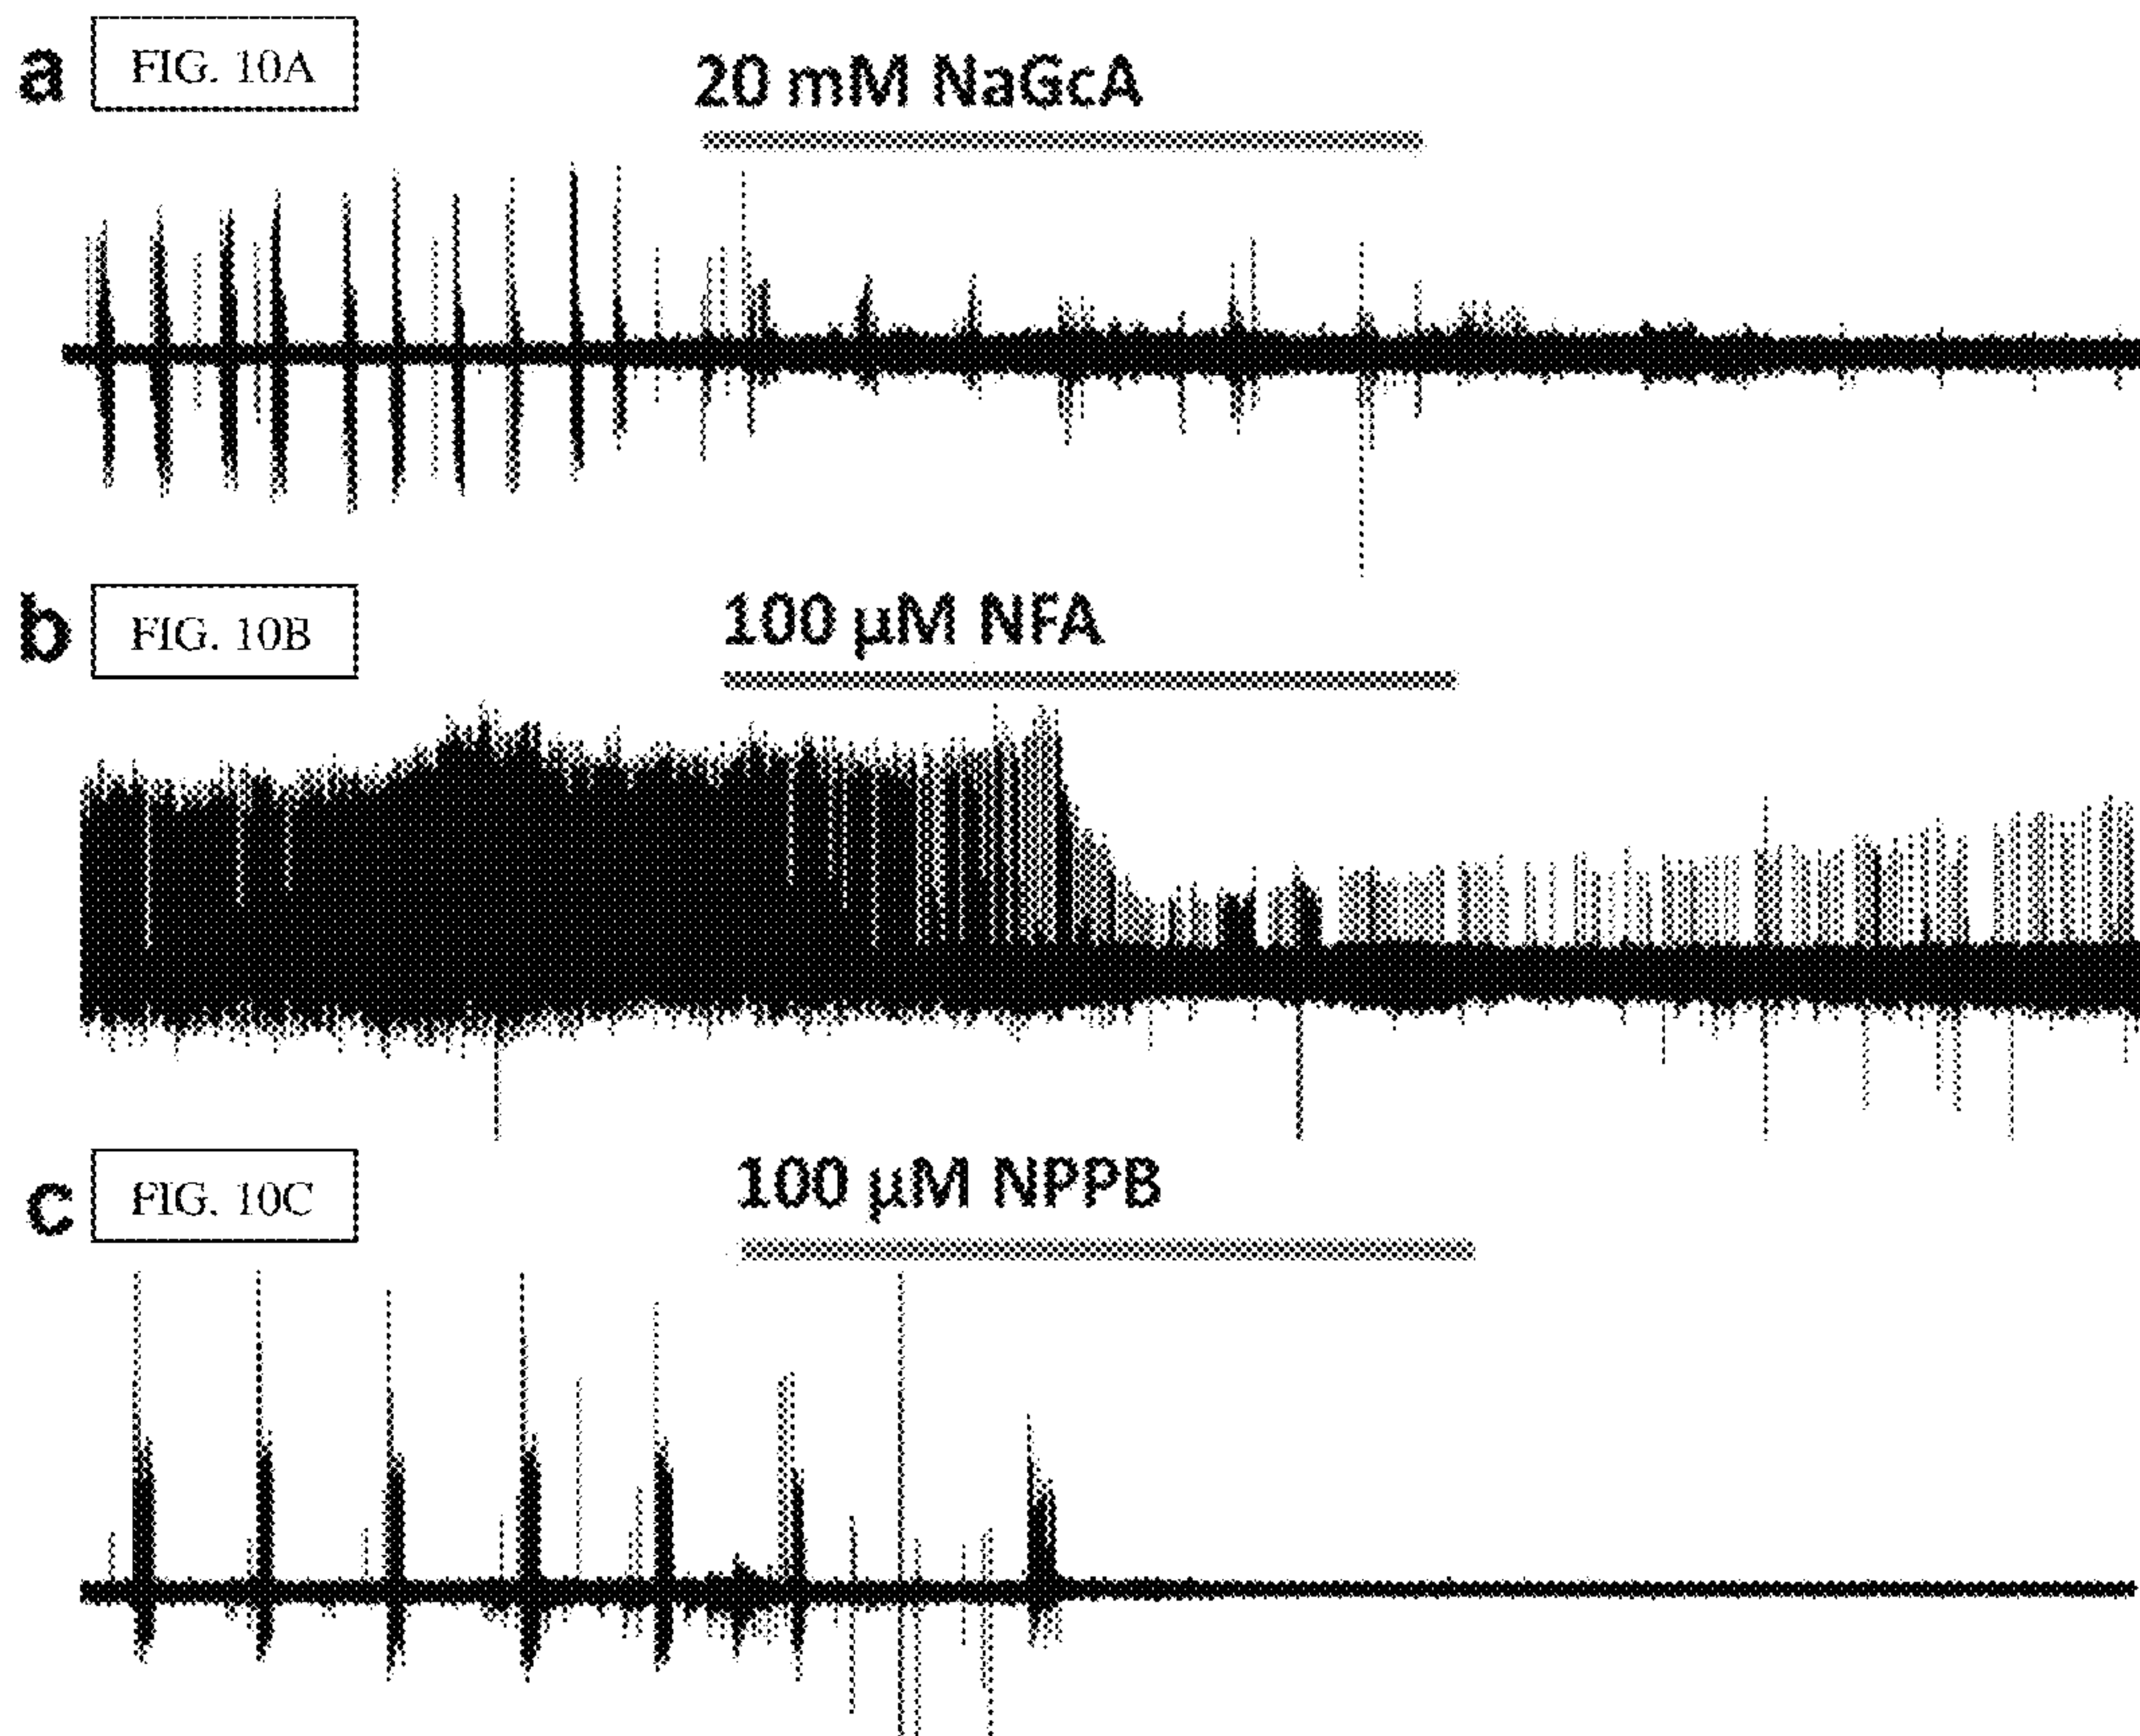 a FIG. 10A
20 mM NaGcA
b FIG. 10B
100 µM NFA
c FIG. 10C
100 µM NPPB